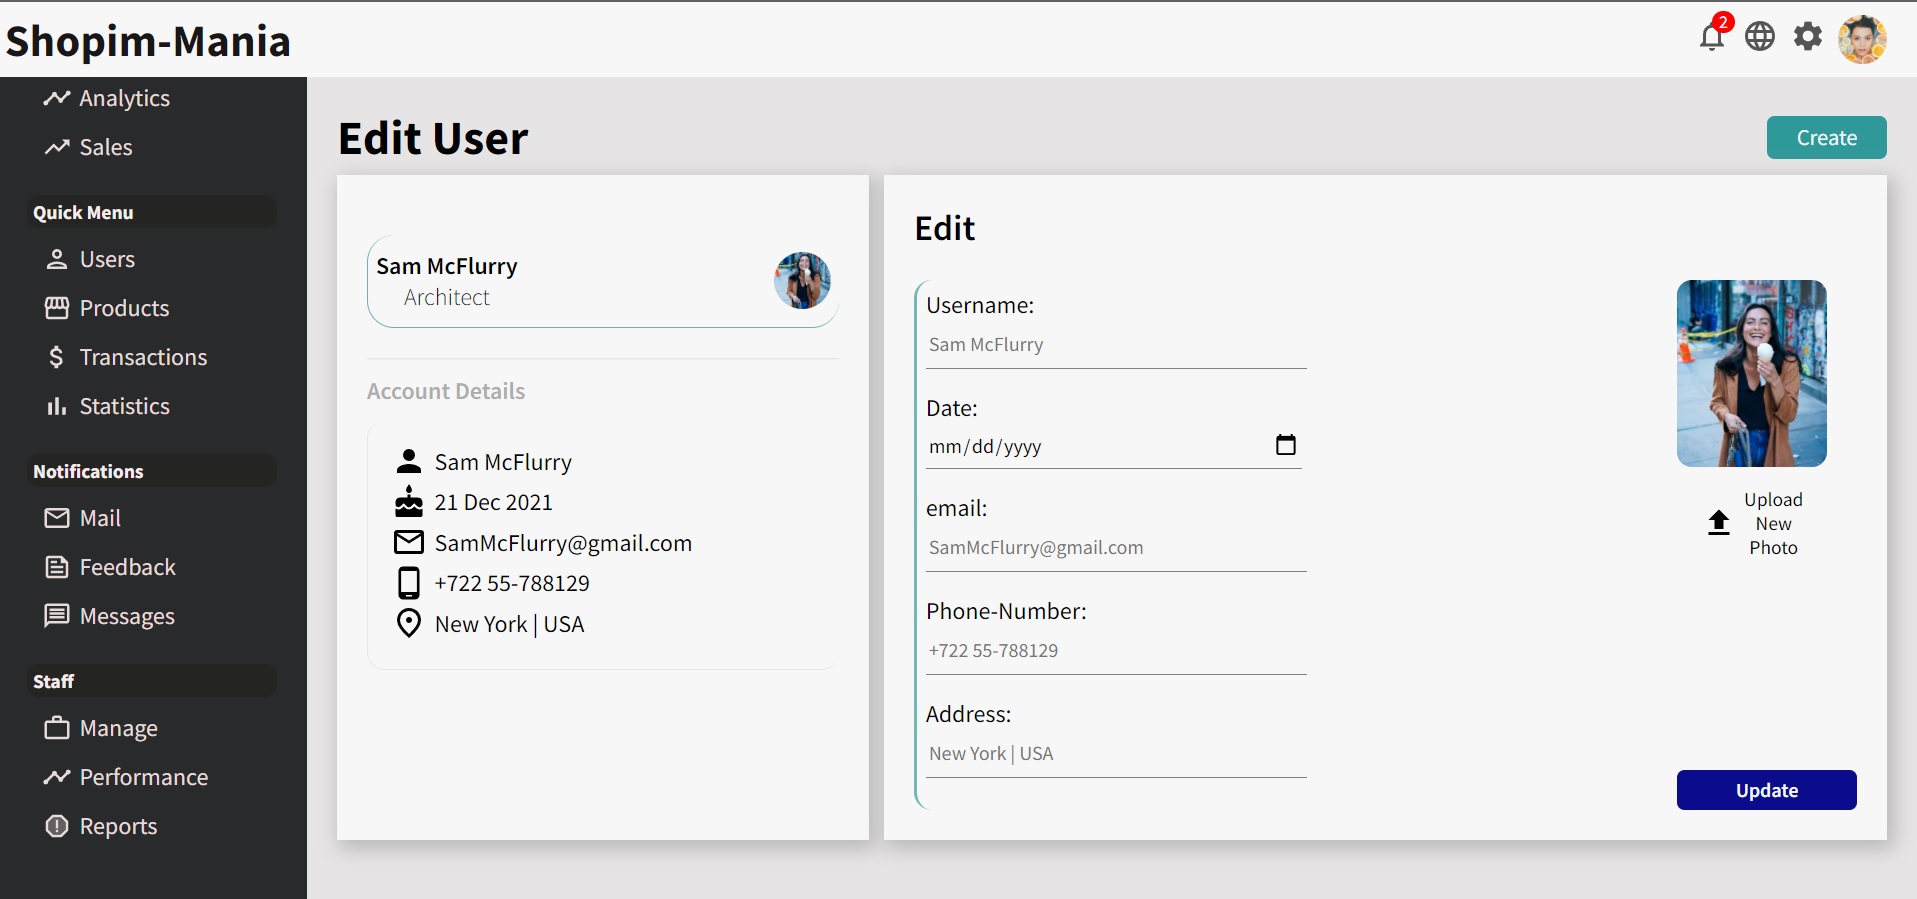 Shopim-Mania
2
Analytics
Sales
Quick Menu
Users
Products
Transactions
Statistics
Notifications
Mail
Feedback
Messages
Staff
Manage
Performance
Reports
Edit User
Create
Sam McFlurry
Architect
Account Details
Sam McFlurry
21 Dec 2021
SamMcFlurry@gmail.com
+722 55-788129
New York | USA
Edit
Username:
Sam McFlurry
Date:
mm/dd/yyyy
email:
SamMcFlurry@gmail.com
Phone-Number:
+722 55-788129
Address:
New York | USA
Upload
New
Photo
Update